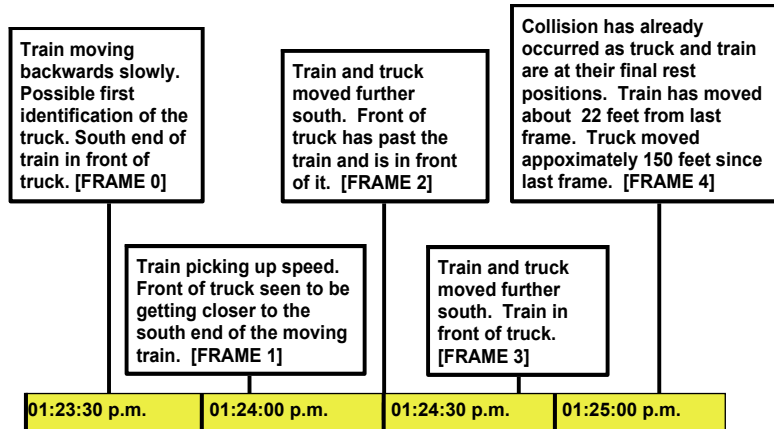 Train moving
backwards slowly.
Possible first
identification of the
truck. South end of
train in front of
truck. [FRAME 0]
Train picking up speed.
Front of truck seen to be
getting closer to the
south end of the moving
train. [FRAME 1]
Train and truck
moved further
south. Front of
truck has past the
train and is in front
of it. [FRAME 2]
Train and truck
moved further
south. Train in
front of truck.
[FRAME 3]
Collision has already
occurred as truck and train
are at their final rest
positions. Train has moved
about 22 feet from last
frame. Truck moved
appoximately 150 feet since
last frame. [FRAME 4]
01:23:30 p.m.
01:24:00 p.m.
01:24:30 p.m.
01:25:00 p.m.